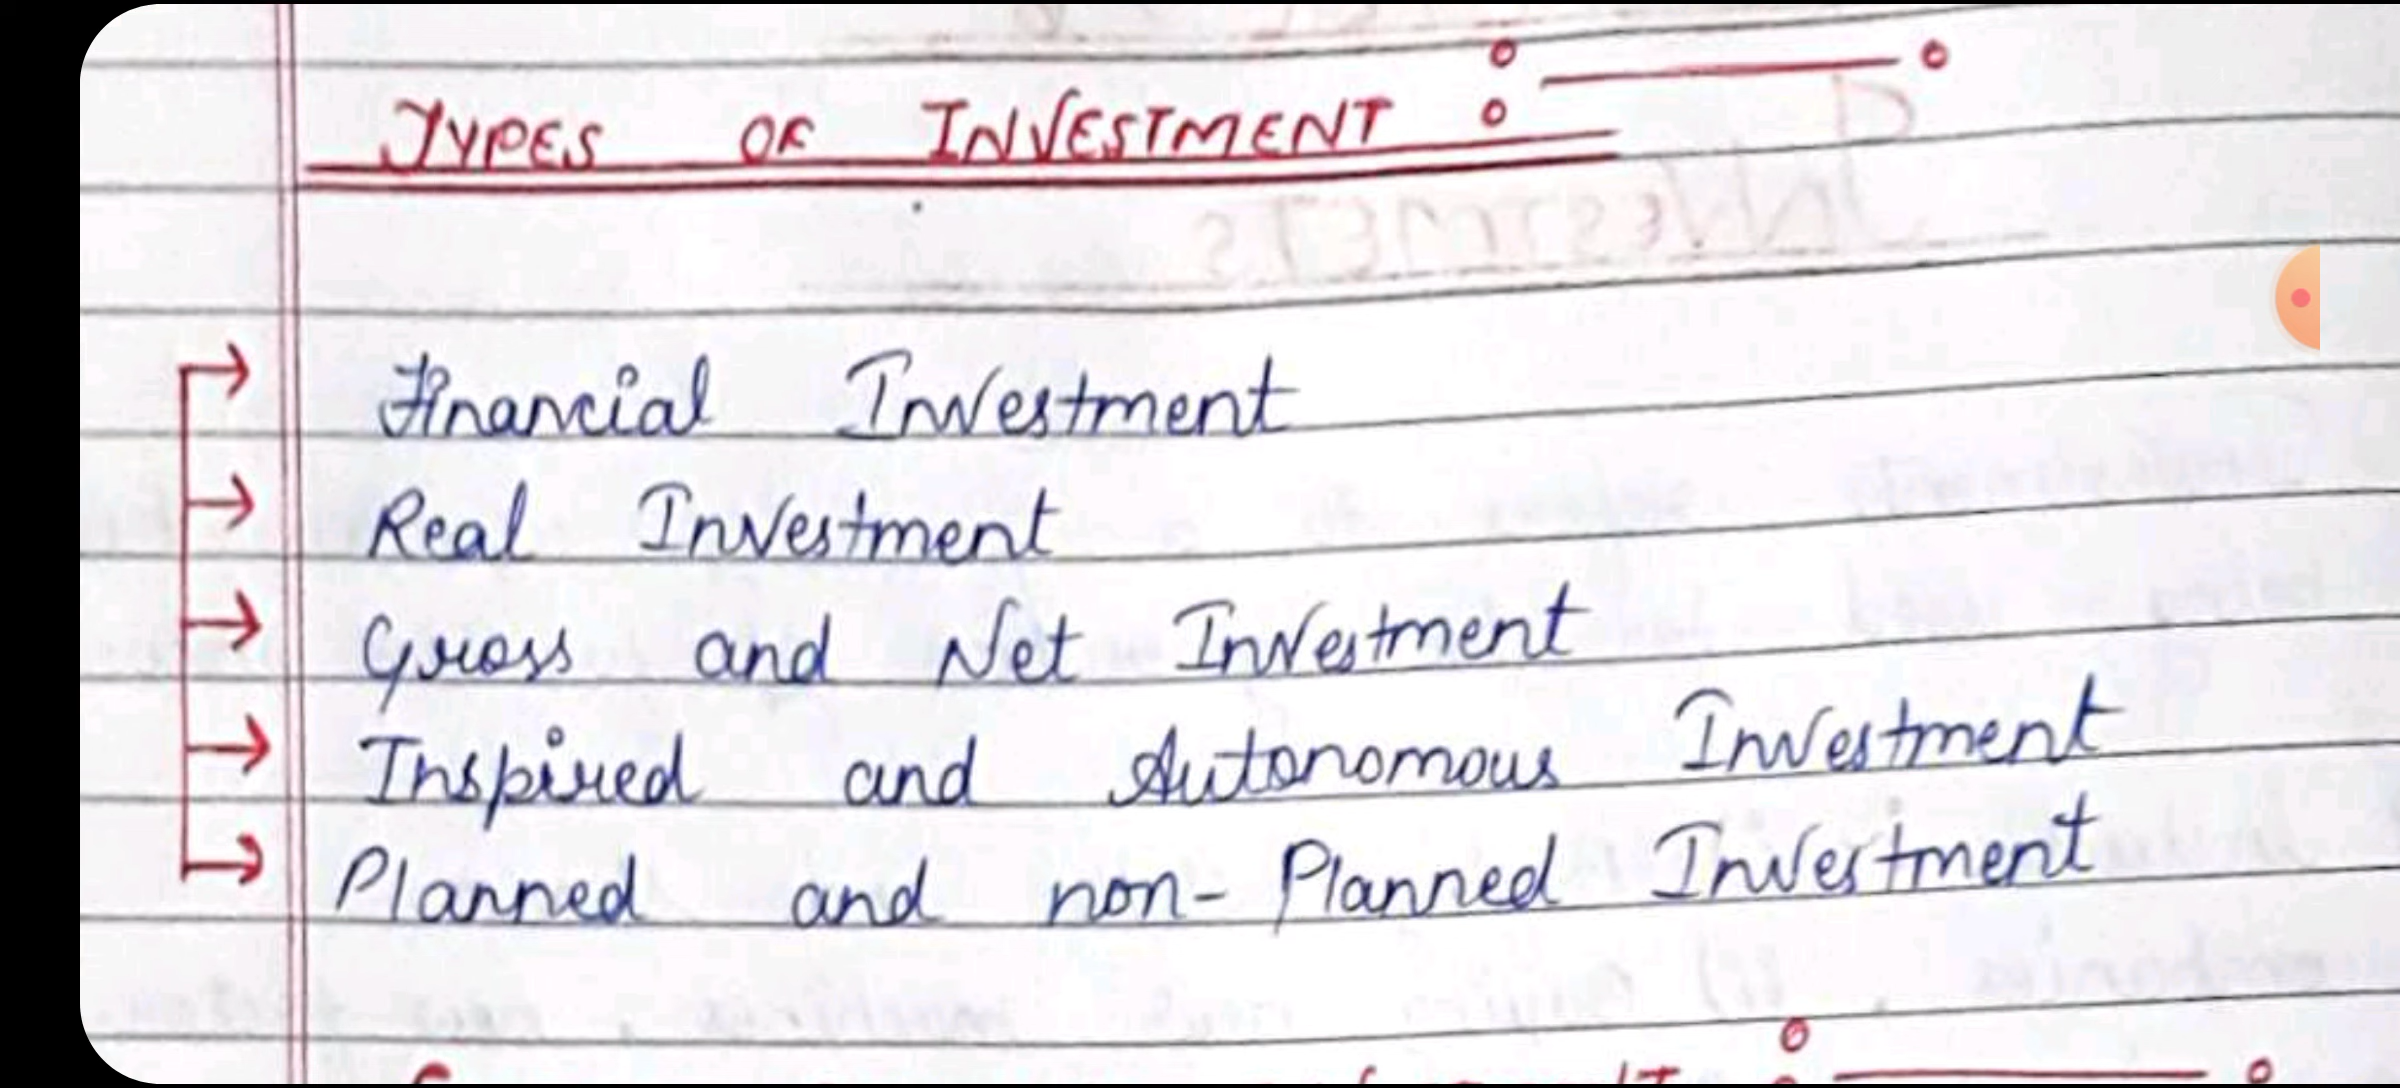 TYPES OF INVESTMENT :—
Financial Investment
Real Investment
Gross and Net Investment
Inspired and Autonomous Investment
Planned and non-Planned Investment